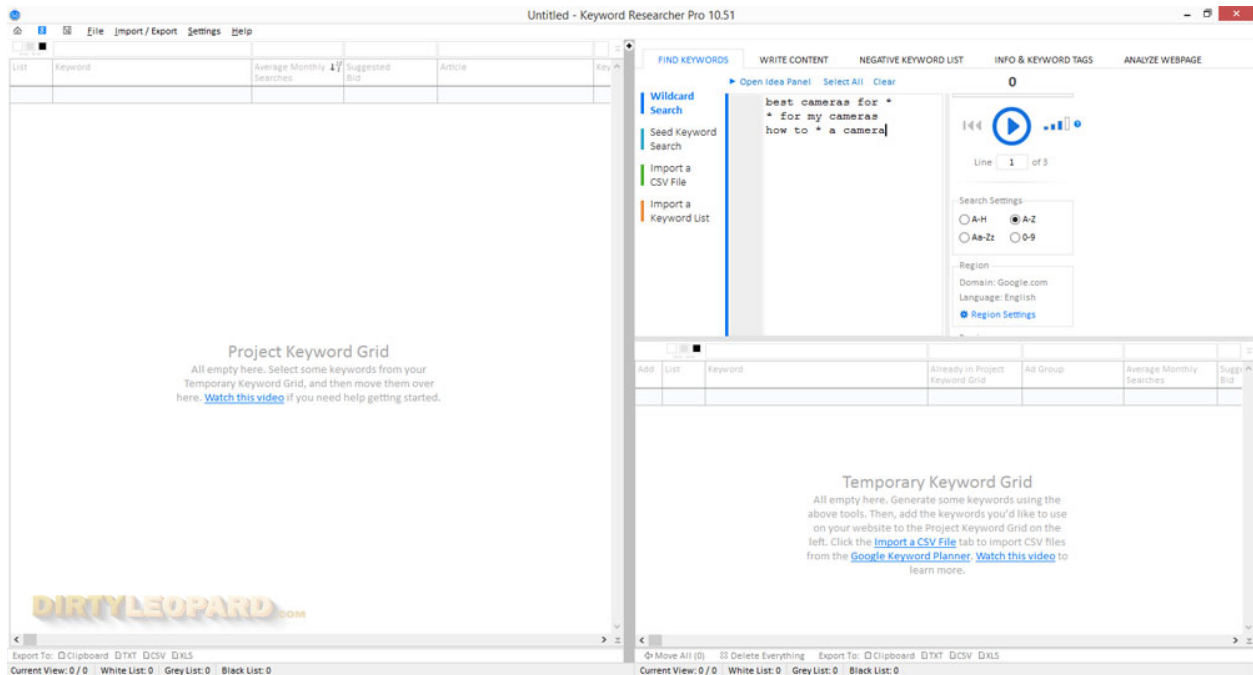 Untitled - Keyword Researcher Pro 10.51
File Import / Export Settings Help
List Keyword Average Monthly Searches Suggested Bid Article Key
Project Keyword Grid
All empty here. Select some keywords from your
Temporary Keyword Grid, and then move them over
here. Watch this video if you need help getting started.
DIRTYLEOPARD.COM
Export To: Clipboard TXT CSV XLS
Current View: 0 / 0 White List: 0 Grey List: 0 Black List: 0
FIND KEYWORDS WRITE CONTENT NEGATIVE KEYWORD LIST INFO & KEYWORD TAGS ANALYZE WEBPAGE
Open Idea Panel Select All Clear
0
Wildcard
Search
Seed Keyword
Search
Import a
CSV File
Import a
Keyword List
best cameras for *
* for my cameras
how to * a camera
Line 1 of 3
Search Settings
A-H A-Z
Aa-Zz 0-9
Region
Domain: Google.com
Language: English
Region Settings
Add List Keyword Already in Project Keyword Grid Ad Group Average Monthly Searches Sugge Bid
Temporary Keyword Grid
All empty here. Generate some keywords using the
above tools. Then, add the keywords you'd like to use
on your website to the Project Keyword Grid on the
left. Click the Import a CSV File tab to import CSV files
from the Google Keyword Planner. Watch this video to
learn more.
Move All (0) Delete Everything Export To: Clipboard TXT CSV XLS
Current View: 0 / 0 White List: 0 Grey List: 0 Black List: 0